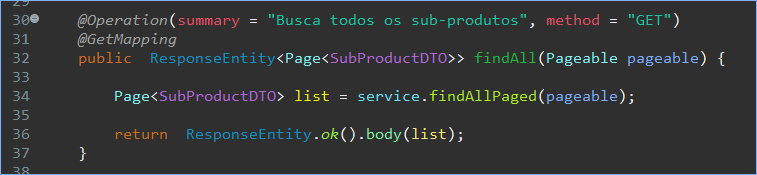 29
30 @Operation(summary = "Busca todos os sub-produtos", method = "GET")
31 @GetMapping
32 public ResponseEntity<Page<SubProductDTO>> findAll(Pageable pageable) {
33
34 Page<SubProductDTO> list = service.findAllPaged(pageable);
35
36 return ResponseEntity.ok().body(list);
37 }
38